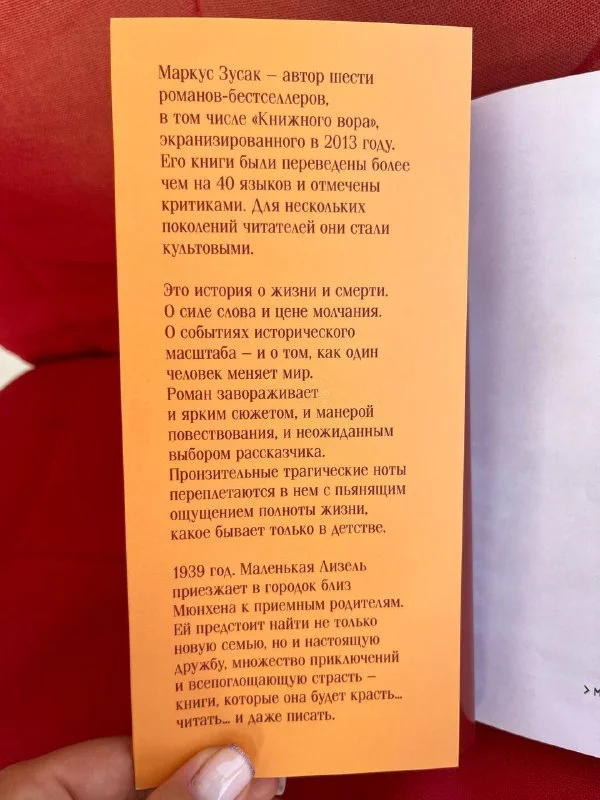 Маркус Зусак – автор шести
романов-бестселлеров,
в том числе «Книжного вора»,
экранизированного в 2013 году.
Его книги были переведены более
чем на 40 языков и отмечены
критиками. Для нескольких
поколений читателей они стали
культовыми.
Это история о жизни и смерти.
О силе слова и цене молчания.
О событиях исторического
масштаба – и о том, как один
человек меняет мир.
Роман завораживает
и ярким сюжетом, и манерой
повествования, и неожиданным
выбором рассказчика.
Пронзительные трагические ноты
переплетаются в нем с пьянящим
ощущением полноты жизни,
какое бывает только в детстве.
1939 год. Маленькая Лизель
приезжает в городок близ
Мюнхена к приемным родителям.
Ей предстоит найти не только
новую семью, но и настоящую
дружбу, множество приключений
и всепоглощающую страсть –
книги, которые она будет красть...
читать... и даже писать.